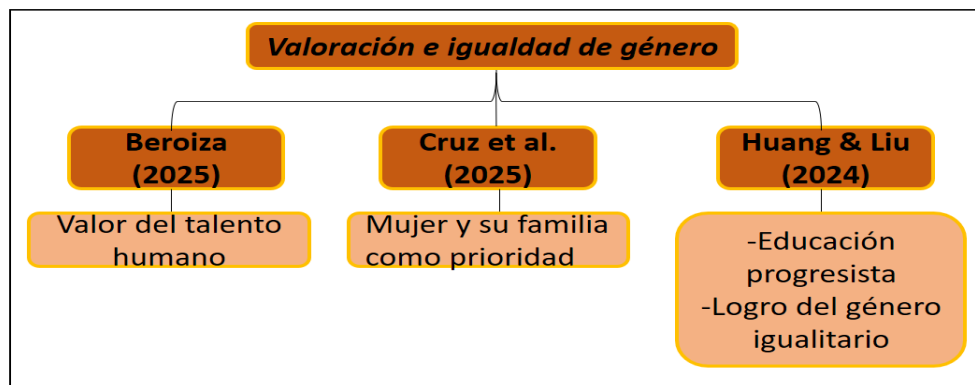 Valoración e igualdad de género
Beroiza
(2025)
Valor del talento
humano
Cruz et al.
(2025)
Mujer y su familia
como prioridad
Huang & Liu
(2024)
-Educación
progresista
-Logro del género
igualitario